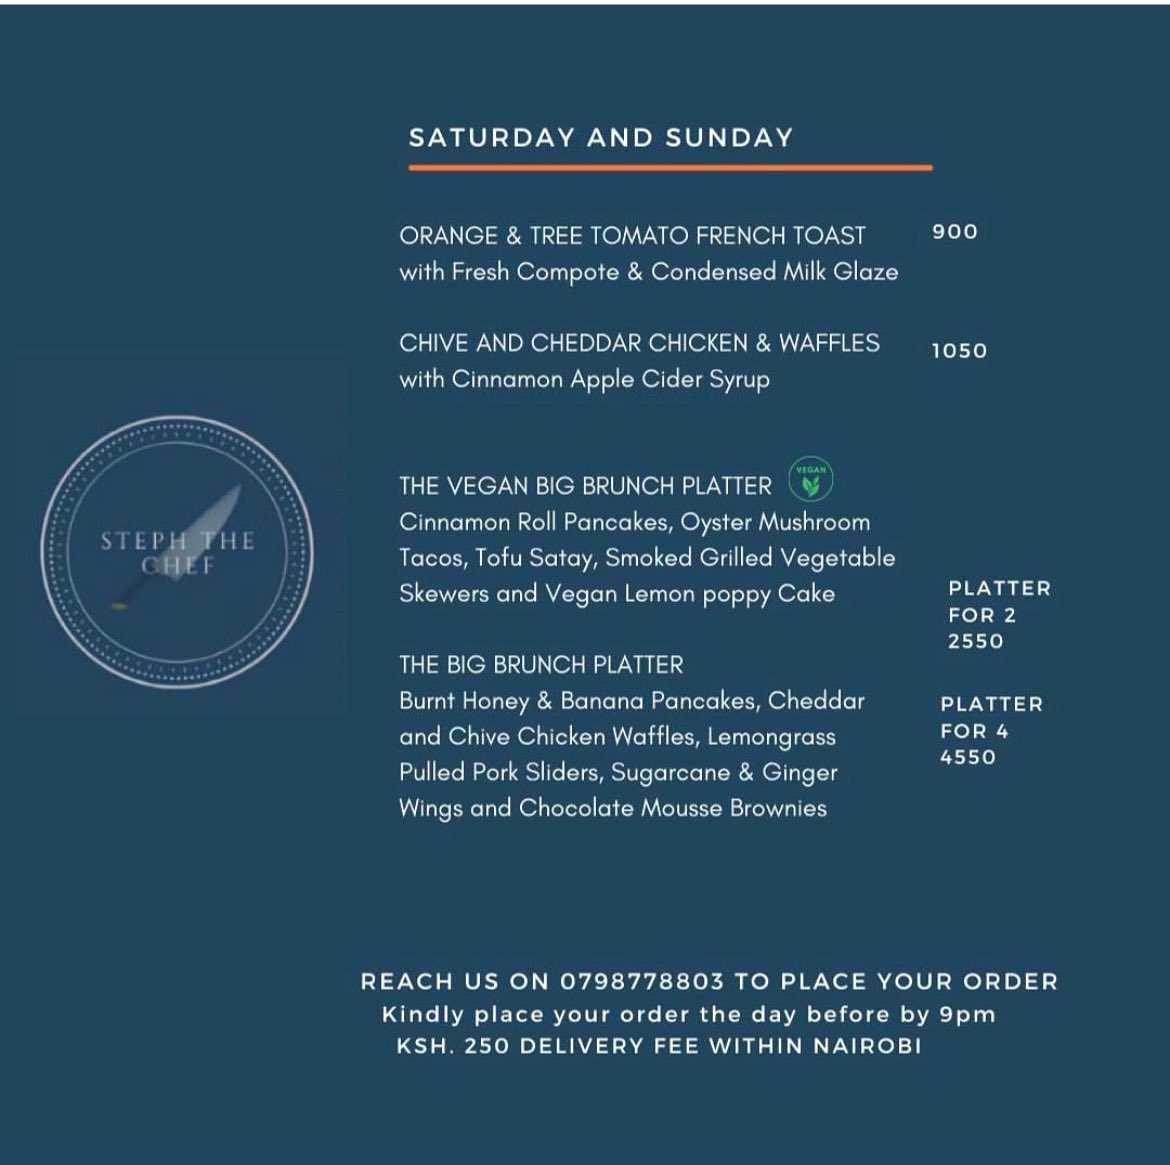 SATURDAY AND SUNDAY
ORANGE & TREE TOMATO FRENCH TOAST 900
with Fresh Compote & Condensed Milk Glaze
CHIVE AND CHEDDAR CHICKEN & WAFFLES 1050
with Cinnamon Apple Cider Syrup
STEPH THE
CHEF
THE VEGAN BIG BRUNCH PLATTER VEGAN
Cinnamon Roll Pancakes, Oyster Mushroom
Tacos, Tofu Satay, Smoked Grilled Vegetable
Skewers and Vegan Lemon poppy Cake
THE BIG BRUNCH PLATTER
Burnt Honey & Banana Pancakes, Cheddar
and Chive Chicken Waffles, Lemongrass
Pulled Pork Sliders, Sugarcane & Ginger
Wings and Chocolate Mousse Brownies
PLATTER
FOR 2
2550
PLATTER
FOR 4
4550
REACH US ON 0798778803 TO PLACE YOUR ORDER
Kindly place your order the day before by 9pm
KSH. 250 DELIVERY FEE WITHIN NAIROBI